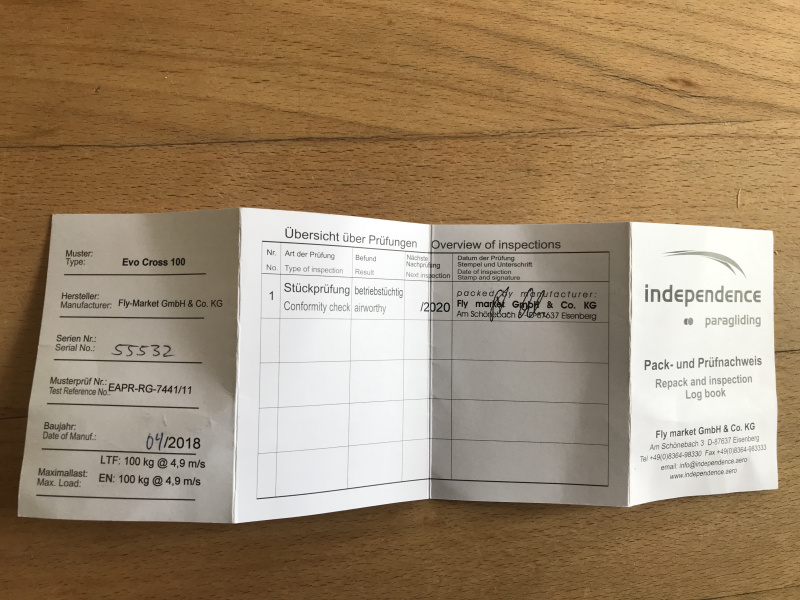 Muster:
Type: Evo Cross 100
Hersteller:
Manufacturer: Fly-Market GmbH & Co. KG
Serien Nr.:
Serial No.: 55532
Musterprüf Nr.:
Test Reference No.: EAPR-RG-7441/11
Baujahr:
Date of Manuf.: 04/2018
LTF: 100 kg @ 4,9 m/s
Maximallast:
Max. Load: EN: 100 kg @ 4,9 m/s
Übersicht über Prüfungen Overview of inspections
Nr. Art der Prüfung Befund Nächste Nachprüfung Datum der Prüfung
Stempel und Unterschrift
No. Type of inspection Result Next inspection Date of inspection
Stamp and signature
1 Stückprüfung betriebstüchtig packed by manufacturer:
Conformity check airworthy /2020 Fly market GmbH & Co. KG
Am Schönebach D-87637 Eisenberg
independence
paragliding
Pack- und Prüfnachweis
Repack and inspection
Log book
Fly market GmbH & Co. KG
Am Schönebach 3 D-87637 Eisenberg
Tel +49(0)8364-98330 Fax +49(0)8364-983333
email info@independence.aero
www.independence.aero